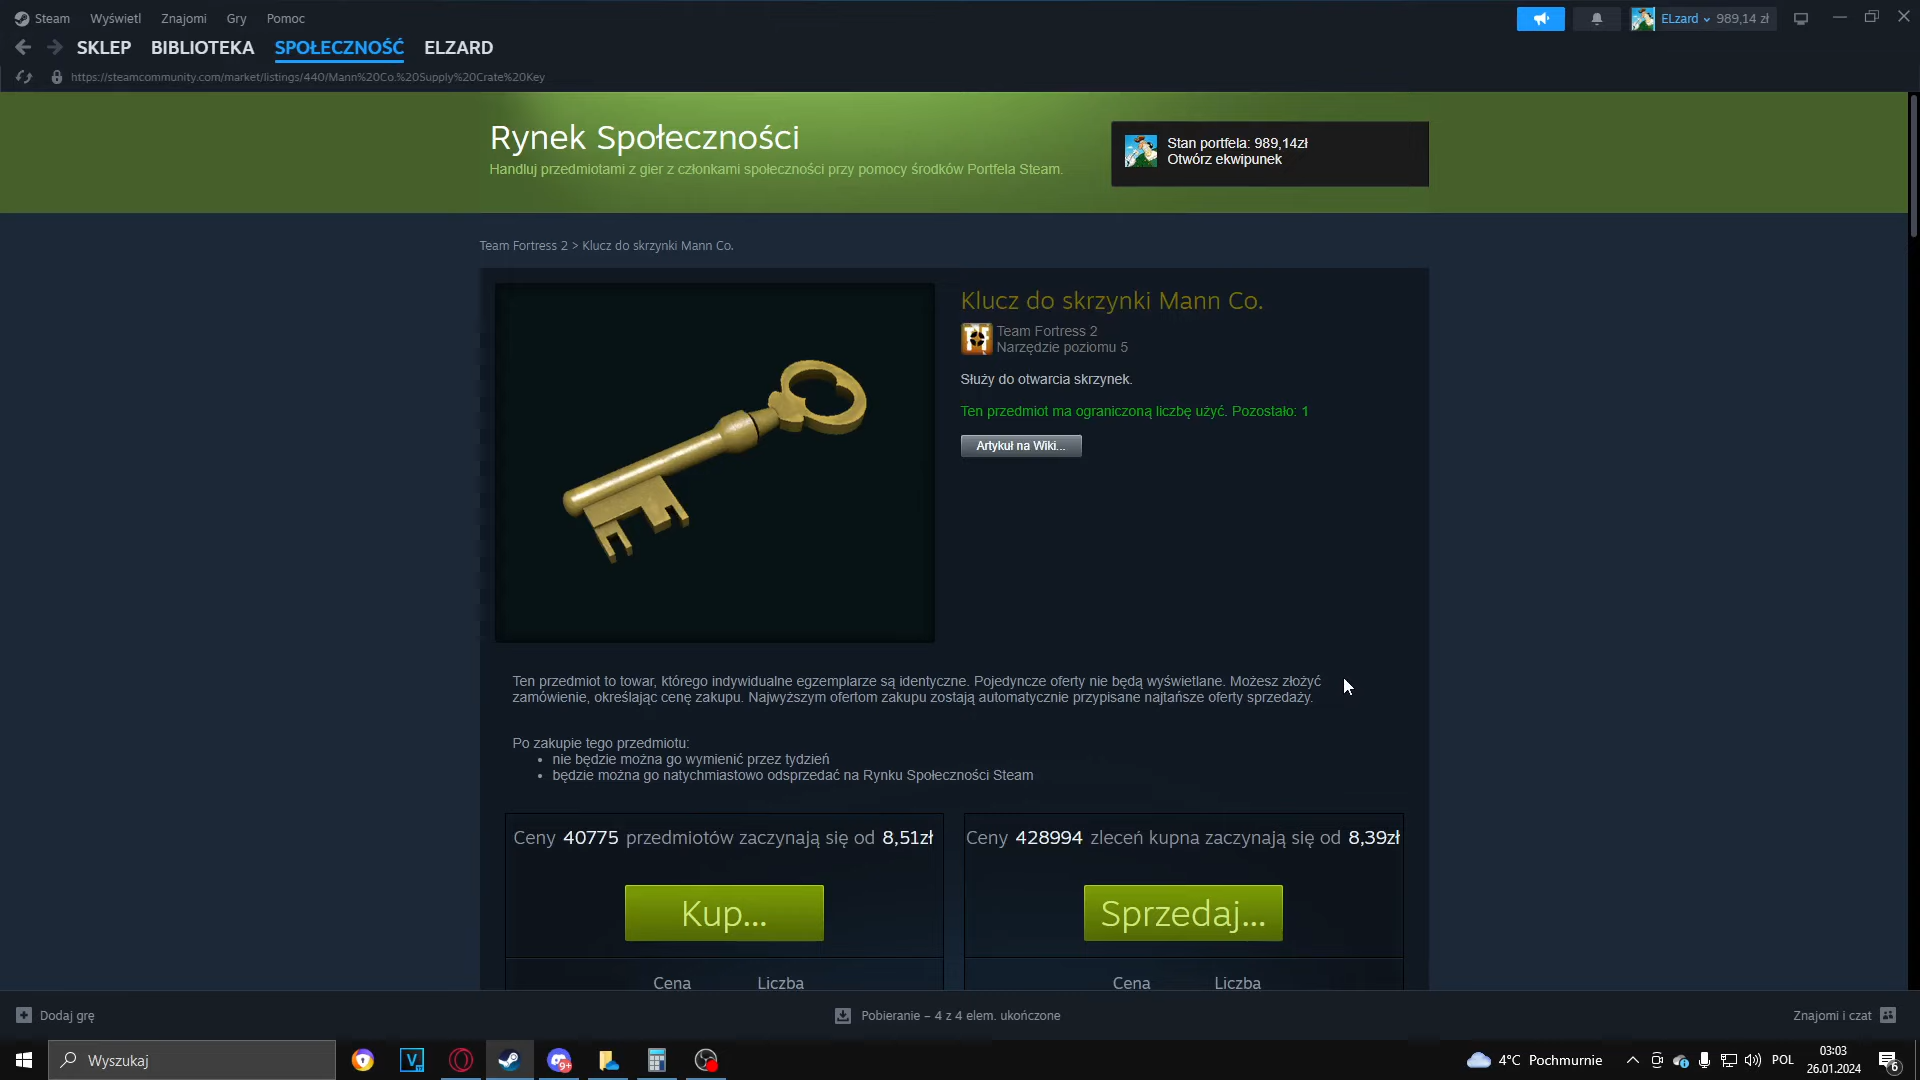 Steam Wyświetl Znajomi Gry Pomoc
ELzard 989,14 zł
SKLEP BIBLIOTEKA SPOŁECZNOŚĆ ELZARD
https://steamcommunity.com/market/listings/440/Mann%20Co.%20Supply%20Crate%20Key
Rynek Społeczności
Handluj przedmiotami z gier z członkami społeczności przy pomocy środków Portfela Steam.
Stan portfela: 989,14zł
Otwórz ekwipunek
Team Fortress 2 > Klucz do skrzynki Mann Co.
Klucz do skrzynki Mann Co.
Team Fortress 2
Narzędzie poziomu 5
Służy do otwarcia skrzynek.
Ten przedmiot ma ograniczoną liczbę użyć. Pozostało: 1
Artykuł na Wiki...
Ten przedmiot to towar, którego indywidualne egzemplarze są identyczne. Pojedyncze oferty nie będą wyświetlane. Możesz złożyć
zamówienie, określając cenę zakupu. Najwyższym ofertom zakupu zostają automatycznie przypisane najtańsze oferty sprzedaży.
Po zakupie tego przedmiotu:
• nie będzie można go wymienić przez tydzień
• będzie można go natychmiastowo odsprzedać na Rynku Społeczności Steam
Ceny 40775 przedmiotów zaczynają się od 8,51zł
Kup...
Cena Liczba
Ceny 428994 zleceń kupna zaczynają się od 8,39zł
Sprzedaj...
Cena Liczba
Dodaj grę
Pobieranie – 4 z 4 elem. ukończone
Znajomi i czat
Wyszukaj
9+
4°C Pochmurnie
POL
03:03
26.01.2024
6